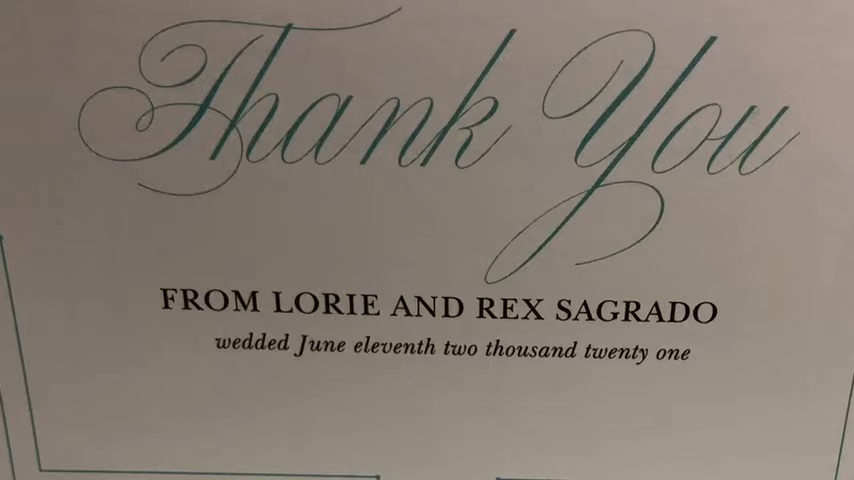 Thank You
FROM LORIE AND REX SAGRADO
wedded June eleventh two thousand twenty one